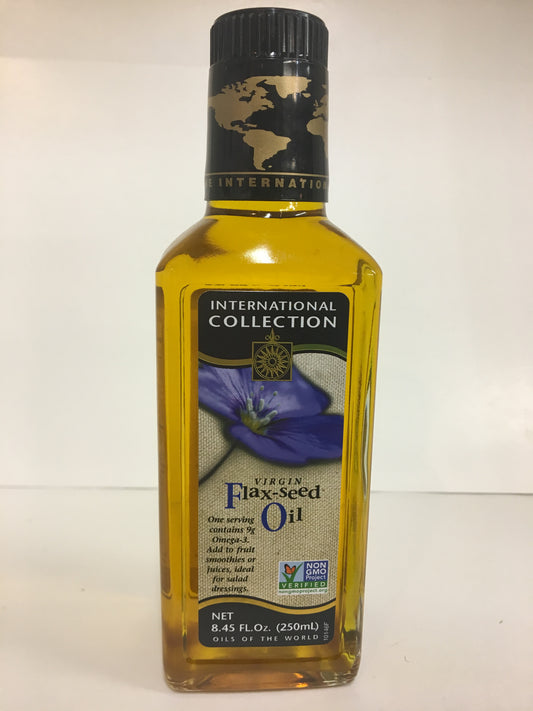 E INTERNATION
INTERNATIONAL
COLLECTION
VIRGIN
Flax-seed
Oil
One serving
contains 9g
Omega-3.
Add to fruit
smoothies or
juices, ideal
for salad
dressings.
NON
GMO
Project
VERIFIED
nongmoproject.org
NET
8.45 FL.Oz. (250mL)
OILS OF THE WORLD